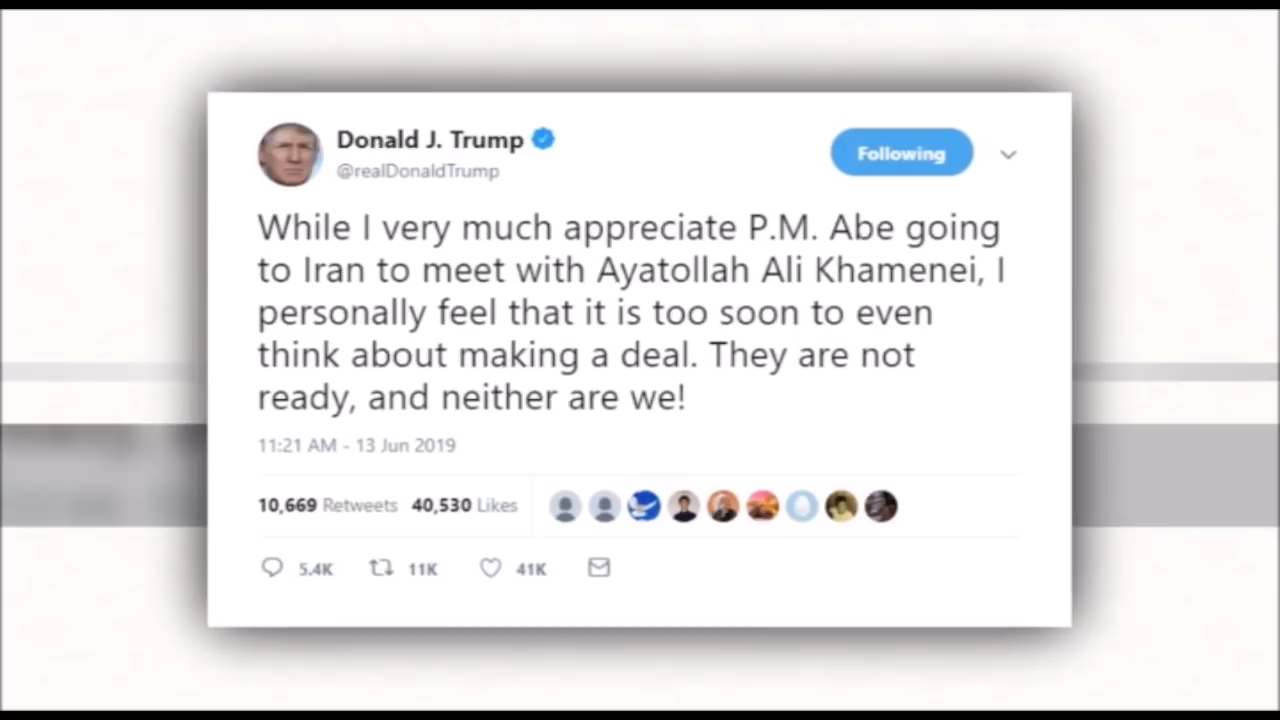 Donald J. Trump
@realDonaldTrump
Following
While I very much appreciate P.M. Abe going
to Iran to meet with Ayatollah Ali Khamenei, I
personally feel that it is too soon to even
think about making a deal. They are not
ready, and neither are we!
11:21 AM - 13 Jun 2019
10,669 Retweets 40,530 Likes
5.4K 11K 41K